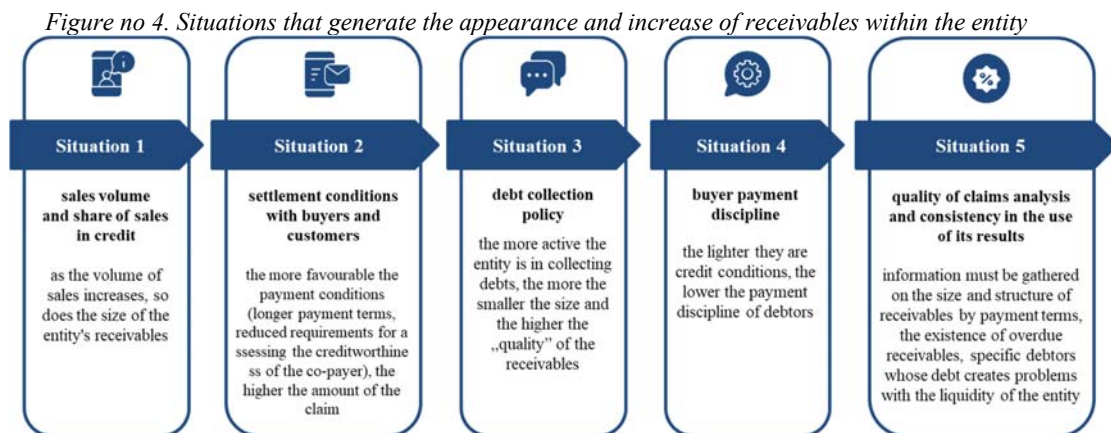 Figure no 4. Situations that generate the appearance and increase of receivables within the entity
Situation 1
sales volume
and share of sales
in credit
as the volume of
sales increases, so
does the size of the
entity's receivables
Situation 2
settlement conditions
with buyers and
customers
the more favourable the
payment conditions
(longer payment terms,
reduced requirements for a
ssessing the creditworthine
ss of the co-payer), the
higher the amount of the
claim
Situation 3
debt collection
policy
the more active the
entity is in collecting
debts, the more the
smaller the size and
the higher the
„quality” of the
receivables
Situation 4
buyer payment
discipline
the lighter they are
credit conditions, the
lower the payment
discipline of debtors
Situation 5
quality of claims analysis
and consistency in the use
of its results
information must be gathered
on the size and structure of
receivables by payment terms,
the existence of overdue
receivables, specific debtors
whose debt creates problems
with the liquidity of the entity